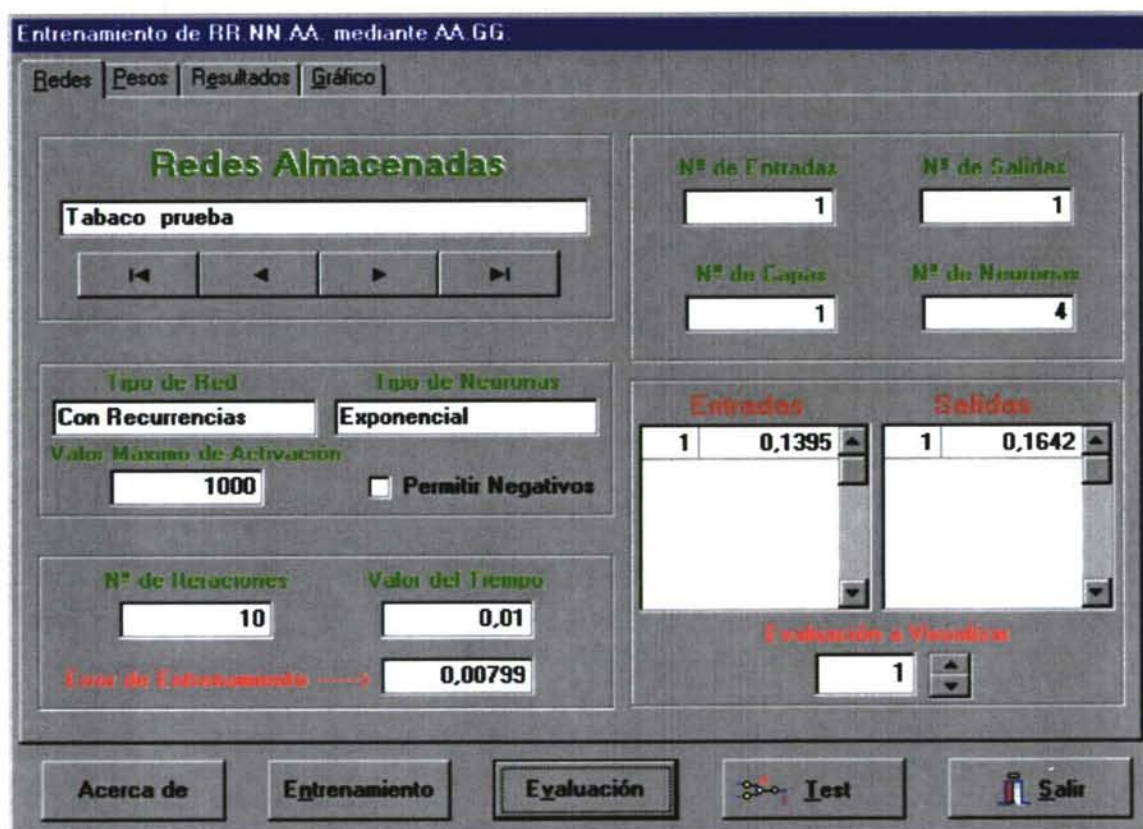 Entrenamiento de RR.NN.AA. mediante AA.GG.
Redes Pesos Resultados Gráfico
Redes Almacenadas
Tabaco prueba
Nº de Entradas Nº de Salidas
1 1
Nº de Capas Nº de Neuronas
1 4
Tipo de Red Tipo de Neuronas
Con Recurrencias Exponencial
Valor Máximo de Activación
1000 Permitir Negativos
Nº de Iteraciones Valor del Tiempo
10 0,01
Error de Entrenamiento -----> 0,00799
Entradas Salidas
1 0,1395 1 0,1642
Evaluación a Visualizar
1
Acerca de Entrenamiento Evaluación Test Salir